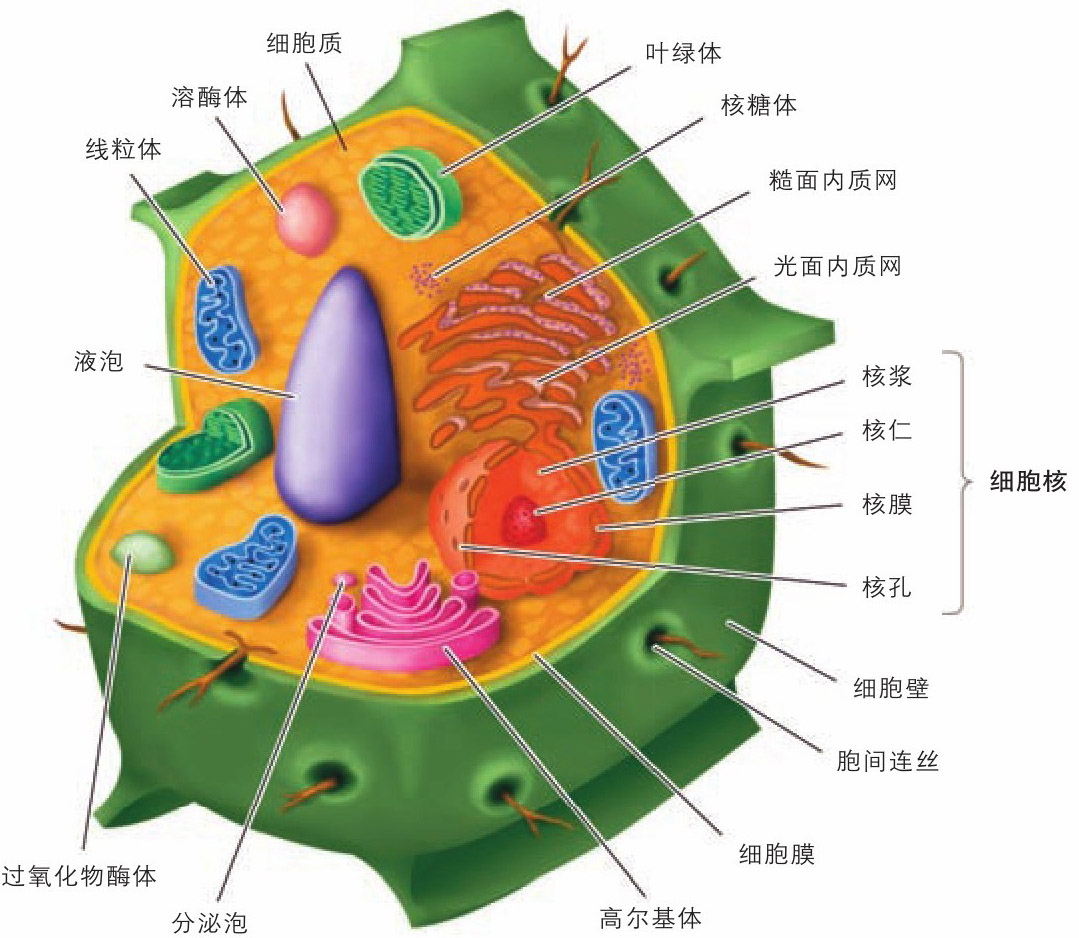 细胞质
叶绿体
溶酶体
核糖体
线粒体
糙面内质网
光面内质网
液泡
核浆
核仁
细胞核
核膜
核孔
细胞壁
胞间连丝
细胞膜
过氧化物酶体
分泌泡
高尔基体